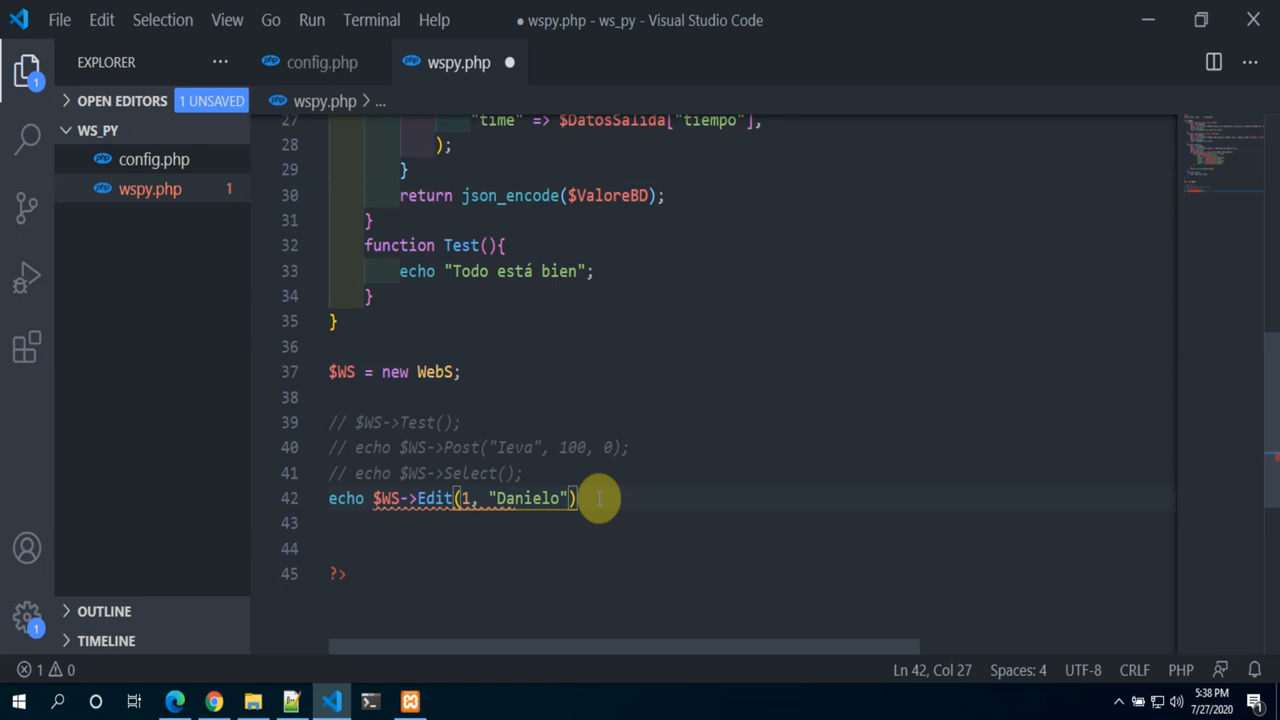 File Edit Selection View Go Run Terminal Help ● wspy.php - ws_py - Visual Studio Code
EXPLORER ··· config.php wspy.php ●
OPEN EDITORS 1 UNSAVED
wspy.php > ...
WS_PY
config.php
wspy.php 1
27 "time" => $DatosSalida["tiempo"],
28 );
29 }
30 return json_encode($ValoreBD);
31 }
32 function Test(){
33 echo "Todo está bien";
34 }
35 }
36
37 $WS = new WebS;
38
39 // $WS->Test();
40 // echo $WS->Post("Ieva", 100, 0);
41 // echo $WS->Select();
42 echo $WS->Edit(1, "Danielo")
43
44
45 ?>
1
1
OUTLINE
TIMELINE
1 0 Ln 42, Col 27 Spaces: 4 UTF-8 CRLF PHP
5:38 PM
7/27/2020
1